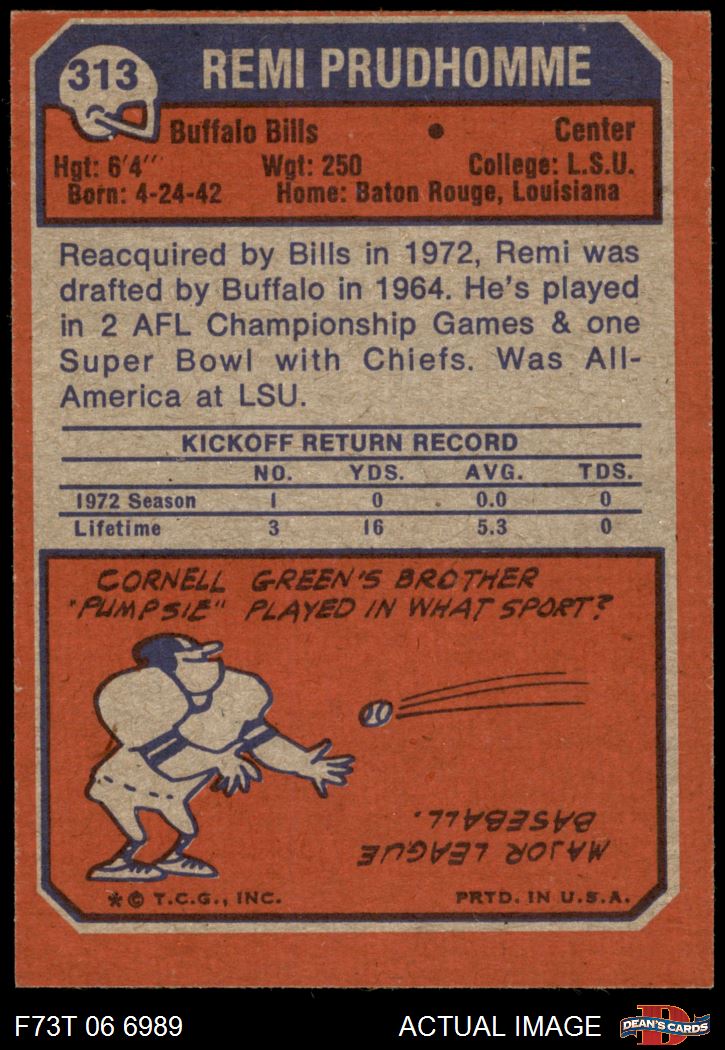 313
REMI PRUDHOMME
Buffalo Bills • Center
Hgt: 6'4" Wgt: 250 College: L.S.U.
Born: 4-24-42 Home: Baton Rouge, Louisiana
Reacquired by Bills in 1972, Remi was
drafted by Buffalo in 1964. He's played
in 2 AFL Championship Games & one
Super Bowl with Chiefs. Was All-
America at LSU.
KICKOFF RETURN RECORD
NO. YDS. AVG. TDS.
1972 Season 1 0 0.0 0
Lifetime 3 16 5.3 0
CORNELL GREEN'S BROTHER
"PUMPSIE" PLAYED IN WHAT SPORT?
MAJOR LEAGUE
BASEBALL.
* © T.C.G., INC. PRTD. IN U.S.A.
F73T 06 6989 ACTUAL IMAGE
D
DEAN'S CARDS